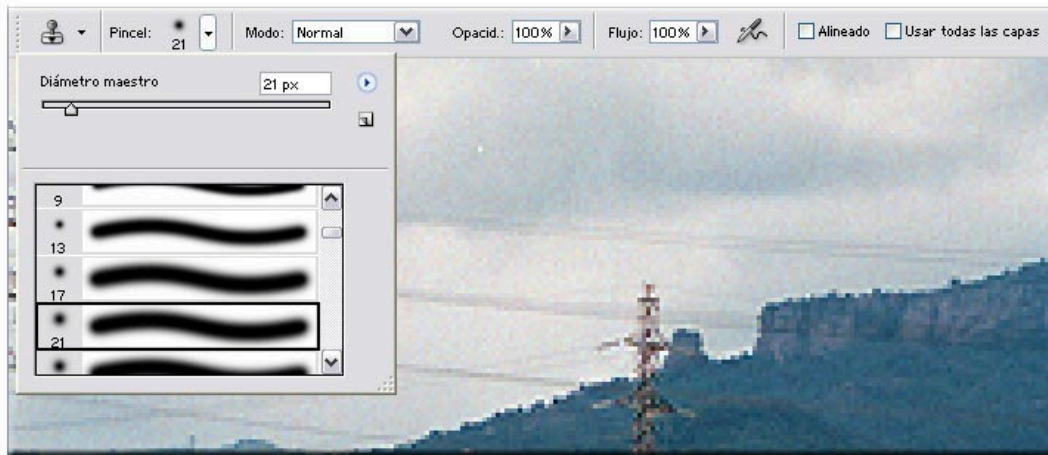 Pincel: 21 Modo: Normal Opacid.: 100% Flujo: 100% Alineado Usar todas las capas
Diámetro maestro 21 px
9
13
17
21